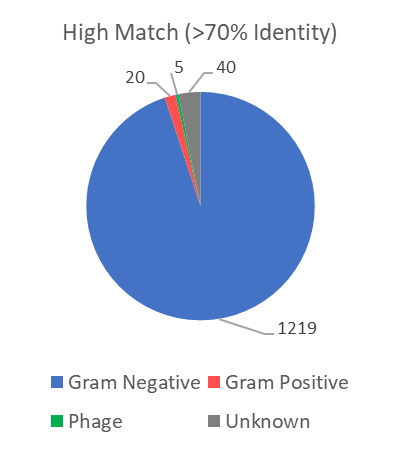 High Match (>70% Identity)
5 40
20
1219
Gram Negative Gram Positive
Phage Unknown